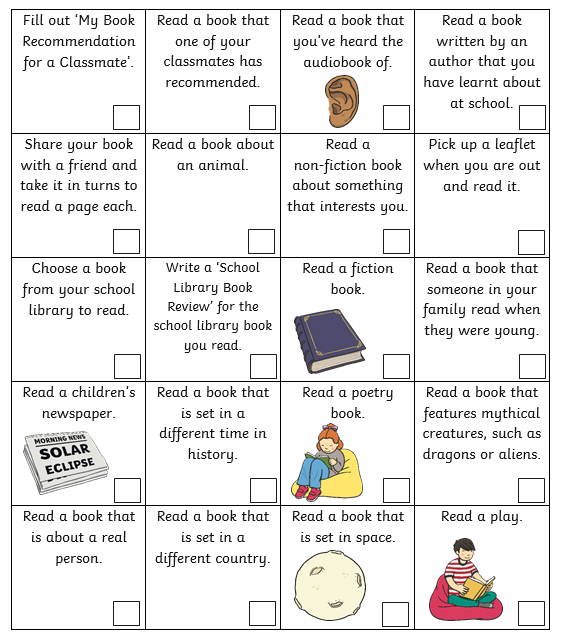 Fill out ‘My Book
Recommendation
for a Classmate’.
Read a book that
one of your
classmates has
recommended.
Read a book that
you’ve heard the
audiobook of.
Read a book
written by an
author that you
have learnt about
at school.
Share your book
with a friend and
take it in turns to
read a page each.
Read a book about
an animal.
Read a
non-fiction book
about something
that interests you.
Pick up a leaflet
when you are out
and read it.
Choose a book
from your school
library to read.
Write a ‘School
Library Book
Review’ for the
school library book
you read.
Read a fiction
book.
Read a book that
someone in your
family read when
they were young.
Read a children’s
newspaper.
MORNING NEWS
SOLAR
ECLIPSE
Read a book that
is set in a
different time in
history.
Read a poetry
book.
Read a book that
features mythical
creatures, such as
dragons or aliens.
Read a book that
is about a real
person.
Read a book that
is set in a
different country.
Read a book that
is set in space.
Read a play.